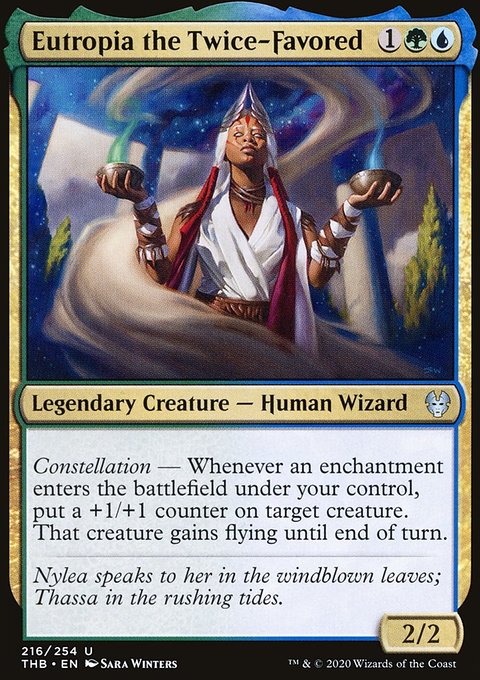 Eutropia the Twice-Favored 1
Legendary Creature — Human Wizard
Constellation — Whenever an enchantment
enters the battlefield under your control,
put a +1/+1 counter on target creature.
That creature gains flying until end of turn.
Nylea speaks to her in the windblown leaves;
Thassa in the rushing tides.
2/2
216/254 U
THB • EN Sara Winters
™ & © 2020 Wizards of the Coast